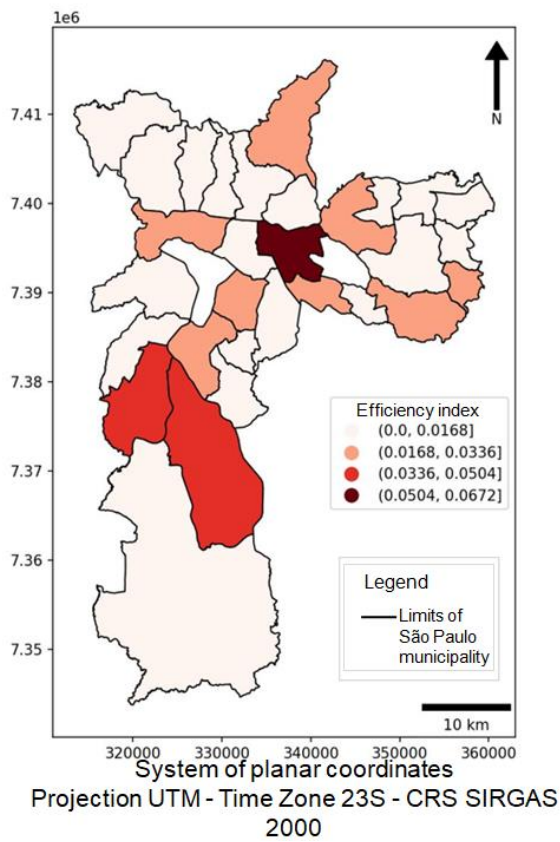 1e6
N
7.41
7.40
7.39
7.38
7.37
7.36
7.35
Efficiency index
(0.0, 0.0168]
(0.0168, 0.0336]
(0.0336, 0.0504]
(0.0504, 0.0672]
Legend
Limits of
São Paulo
municipality
10 km
320000 330000 340000 350000 360000
System of planar coordinates
Projection UTM - Time Zone 23S - CRS SIRGAS
2000